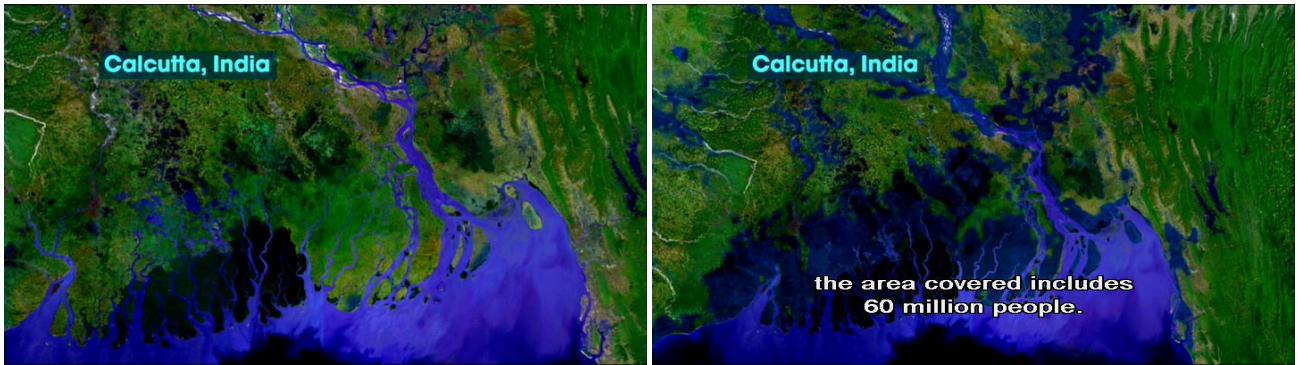 Calcutta, India
Calcutta, India
the area covered includes
60 million people.